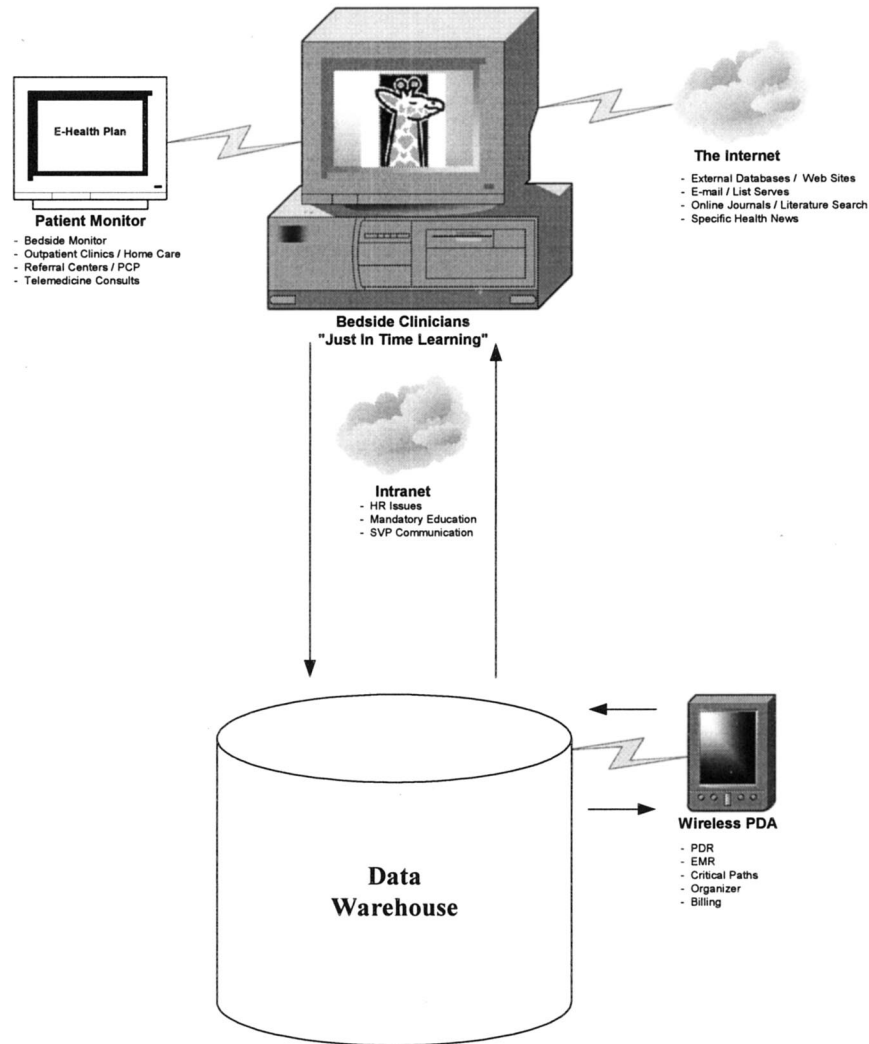 E-Health Plan
Patient Monitor
- Bedside Monitor
- Outpatient Clinics / Home Care
- Referral Centers / PCP
- Telemedicine Consults
The Internet
- External Databases / Web Sites
- E-mail / List Serves
- Online Journals / Literature Search
- Specific Health News
Bedside Clinicians
"Just In Time Learning"
Intranet
- HR Issues
- Mandatory Education
- SVP Communication
Data
Warehouse
Wireless PDA
- PDR
- EMR
- Critical Paths
- Organizer
- Billing